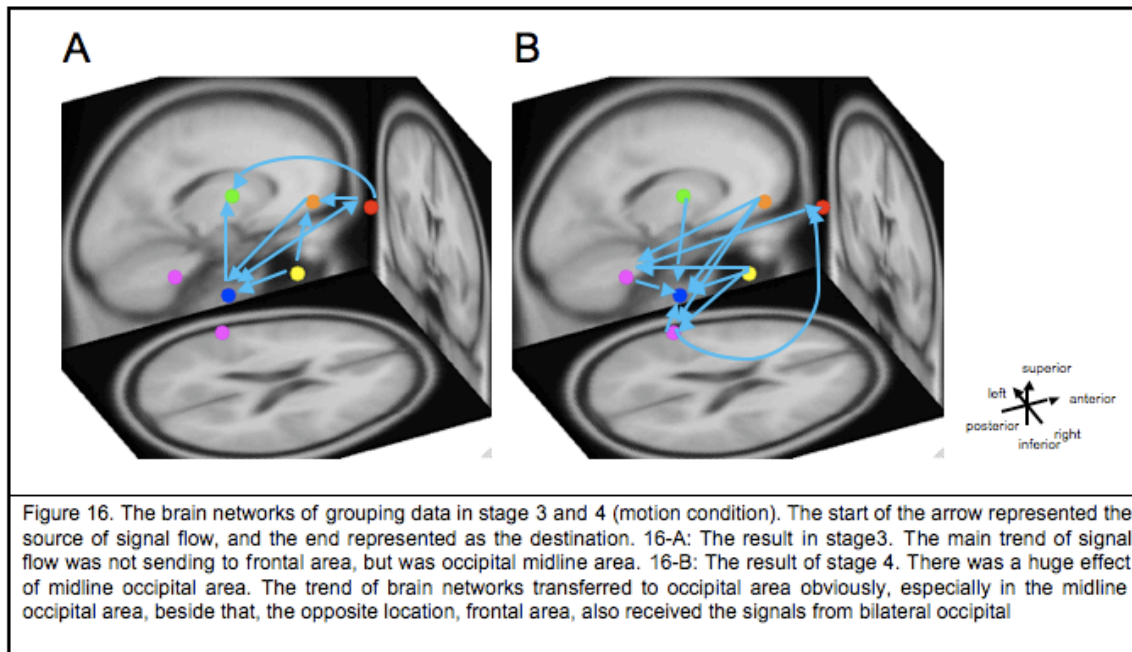 A
B
superior
left
anterior
posterior
right
inferior
Figure 16. The brain networks of grouping data in stage 3 and 4 (motion condition). The start of the arrow represented the
source of signal flow, and the end represented as the destination. 16-A: The result in stage3. The main trend of signal
flow was not sending to frontal area, but was occipital midline area. 16-B: The result of stage 4. There was a huge effect
of midline occipital area. The trend of brain networks transferred to occipital area obviously, especially in the midline
occipital area, beside that, the opposite location, frontal area, also received the signals from bilateral occipital